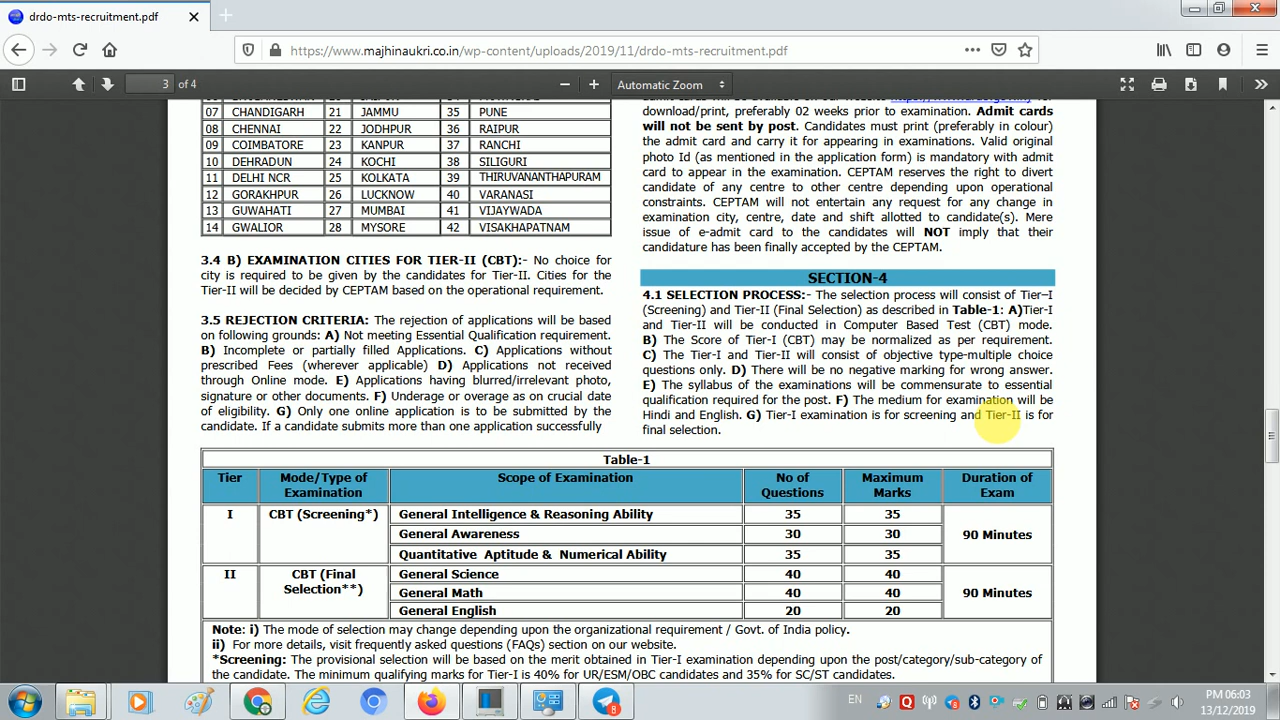 drdo-mts-recruitment.pdf
https://www.majhinaukri.co.in/wp-content/uploads/2019/11/drdo-mts-recruitment.pdf
3 of 4
Automatic Zoom
07 CHANDIGARH 21 JAMMU 35 PUNE
08 CHENNAI 22 JODHPUR 36 RAIPUR
09 COIMBATORE 23 KANPUR 37 RANCHI
10 DEHRADUN 24 KOCHI 38 SILIGURI
11 DELHI NCR 25 KOLKATA 39 THIRUVANANTHAPURAM
12 GORAKHPUR 26 LUCKNOW 40 VARANASI
13 GUWAHATI 27 MUMBAI 41 VIJAYWADA
14 GWALIOR 28 MYSORE 42 VISAKHAPATNAM
3.4 B) EXAMINATION CITIES FOR TIER-II (CBT):- No choice for
city is required to be given by the candidates for Tier-II. Cities for the
Tier-II will be decided by CEPTAM based on the operational requirement.
3.5 REJECTION CRITERIA: The rejection of applications will be based
on following grounds: A) Not meeting Essential Qualification requirement.
B) Incomplete or partially filled Applications. C) Applications without
prescribed Fees (wherever applicable) D) Applications not received
through Online mode. E) Applications having blurred/irrelevant photo,
signature or other documents. F) Underage or overage as on crucial date
of eligibility. G) Only one online application is to be submitted by the
candidate. If a candidate submits more than one application successfully
download/print, preferably 02 weeks prior to examination. Admit cards
will not be sent by post. Candidates must print (preferably in colour)
the admit card and carry it for appearing in examinations. Valid original
photo Id (as mentioned in the application form) is mandatory with admit
card to appear in the examination. CEPTAM reserves the right to divert
candidate of any centre to other centre depending upon operational
constraints. CEPTAM will not entertain any request for any change in
examination city, centre, date and shift allotted to candidate(s). Mere
issue of e-admit card to the candidates will NOT imply that their
candidature has been finally accepted by the CEPTAM.
SECTION-4
4.1 SELECTION PROCESS:- The selection process will consist of Tier–I
(Screening) and Tier-II (Final Selection) as described in Table-1: A)Tier-I
and Tier-II will be conducted in Computer Based Test (CBT) mode.
B) The Score of Tier-I (CBT) may be normalized as per requirement.
C) The Tier-I and Tier-II will consist of objective type-multiple choice
questions only. D) There will be no negative marking for wrong answer.
E) The syllabus of the examinations will be commensurate to essential
qualification required for the post. F) The medium for examination will be
Hindi and English. G) Tier-I examination is for screening and Tier-II is for
final selection.
Table-1
Tier Mode/Type of Examination Scope of Examination No of Questions Maximum Marks Duration of Exam
I CBT (Screening*) General Intelligence & Reasoning Ability 35 35 90 Minutes
General Awareness 30 30
Quantitative Aptitude & Numerical Ability 35 35
II CBT (Final Selection**) General Science 40 40 90 Minutes
General Math 40 40
General English 20 20
Note: i) The mode of selection may change depending upon the organizational requirement / Govt. of India policy.
ii) For more details, visit frequently asked questions (FAQs) section on our website.
*Screening: The provisional selection will be based on the merit obtained in Tier-I examination depending upon the post/category/sub-category of
the candidate. The minimum qualifying marks for Tier-I is 40% for UR/ESM/OBC candidates and 35% for SC/ST candidates.
EN
PM 06:03
13/12/2019